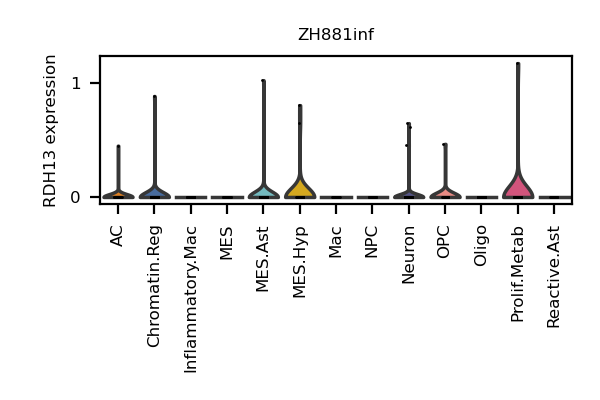 ZH881inf
RDH13 expression
1
0
AC
Chromatin.Reg
Inflammatory.Mac
MES
MES.Ast
MES.Hyp
Mac
NPC
Neuron
OPC
Oligo
Prolif.Metab
Reactive.Ast